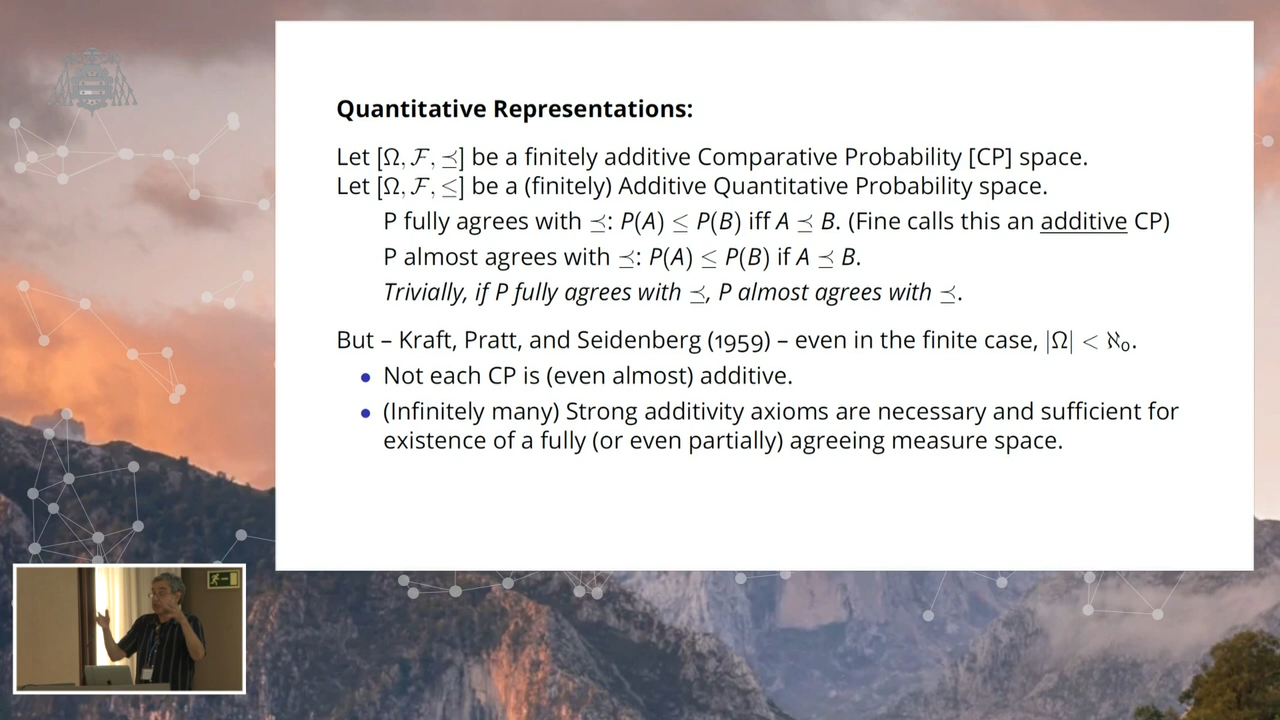 Quantitative Representations:
Let [Ω, ℱ, ⪯] be a finitely additive Comparative Probability [CP] space.
Let [Ω, ℱ, ≤] be a (finitely) Additive Quantitative Probability space.
P fully agrees with ⪯: P(A) ≤ P(B) iff A ⪯ B. (Fine calls this an additive CP)
P almost agrees with ⪯: P(A) ≤ P(B) if A ⪯ B.
Trivially, if P fully agrees with ⪯, P almost agrees with ⪯.
But – Kraft, Pratt, and Seidenberg (1959) – even in the finite case, |Ω| < ℵ₀.
• Not each CP is (even almost) additive.
• (Infinitely many) Strong additivity axioms are necessary and sufficient for
existence of a fully (or even partially) agreeing measure space.